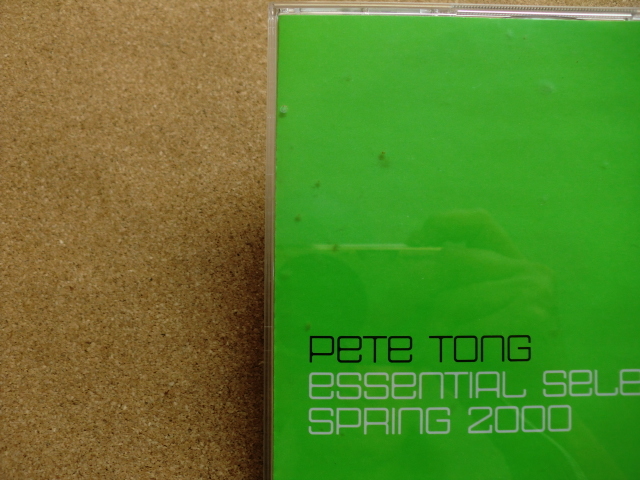 PETE TONG
ESSENTIAL SELE
SPRING 2000